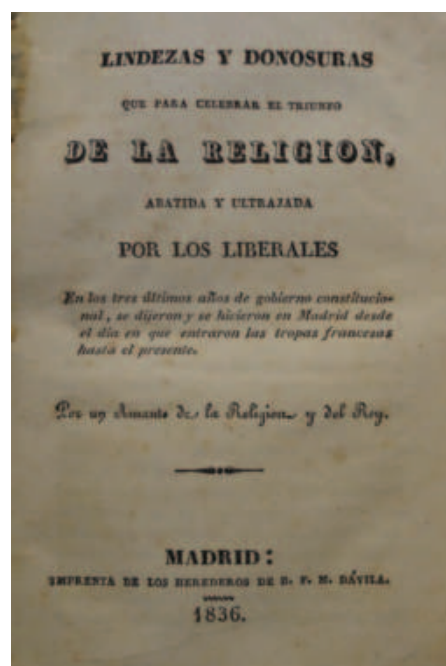 LINDEZAS Y DONOSURAS
QUE PARA CELEBRAR EL TRIUNFO
DE LA RELIGION,
ABATIDA Y ULTRAJADA
POR LOS LIBERALES
En los tres últimos años de gobierno constitucio-
nal, se dijeron y se hicieron en Madrid desde
el dia en que entraron las tropas francesas
hasta el presente.
Por un Amante de la Religion y del Rey.
MADRID:
IMPRENTA DE LOS HEREDEROS DE D. F. M. DÁVILA.
1836.